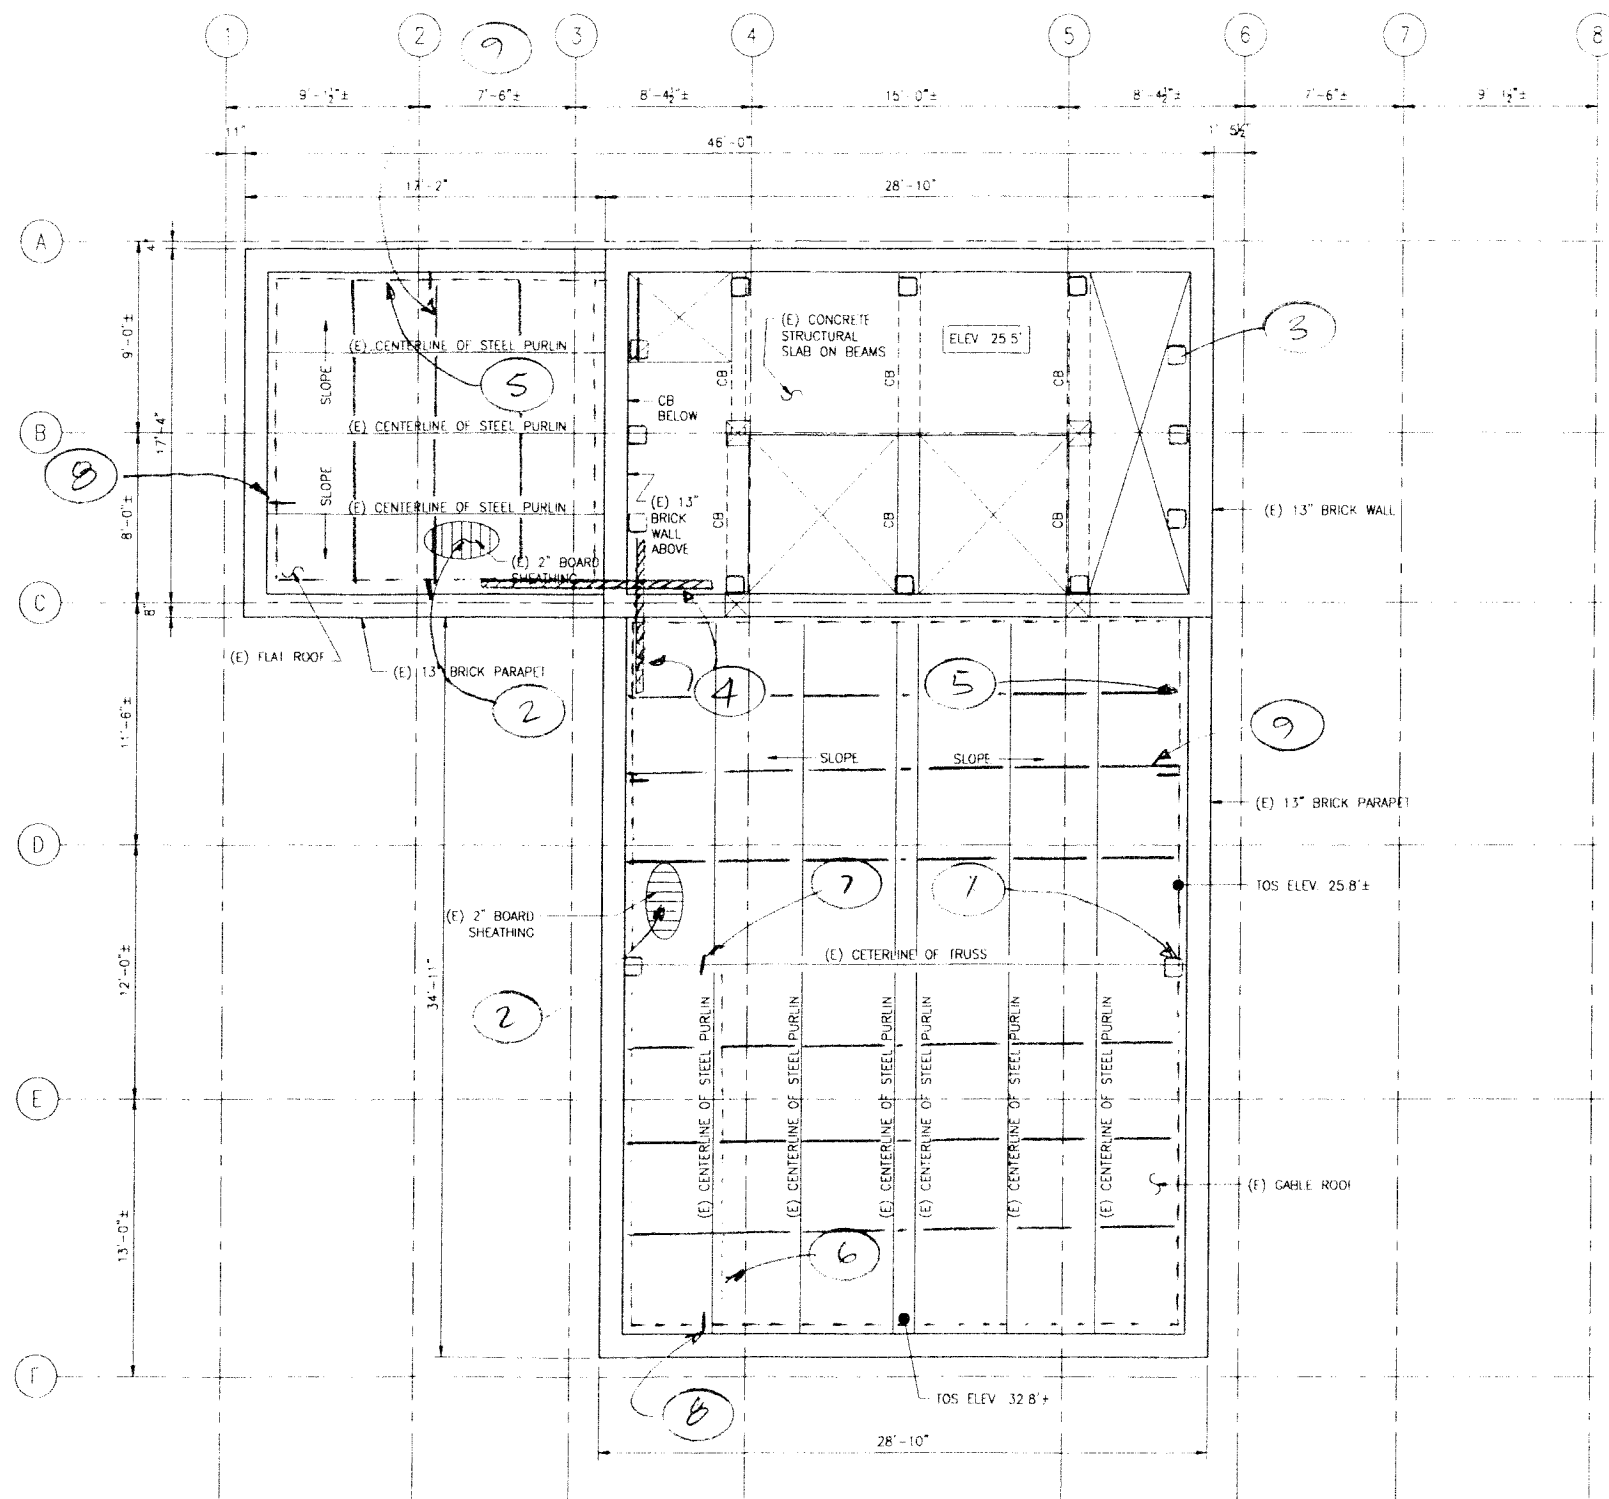 1 2 3 4 5 6 7 8
9
9'-1½"± 7'-6"± 8'-4½"± 15'-0"± 8'-4½"± 7'-6"± 9'-1½"±
11" 46'-0" 1'-5½"
17'-2" 28'-10"
A
4"
(E) CONCRETE
STRUCTURAL
SLAB ON BEAMS
ELEV 25.5'
3
9'-0"±
(E) CENTERLINE OF STEEL PURLIN
SLOPE
5
CB CB CB
CB
BELOW
B
17'-4"
(E) CENTERLINE OF STEEL PURLIN
8
SLOPE
8'-0"±
(E) CENTERLINE OF STEEL PURLIN
(E) 13"
BRICK
WALL
ABOVE
CB CB CB
(E) 13" BRICK WALL
(E) 2" BOARD
SHEATHING
C
8"
(E) FLAT ROOF
(E) 13" BRICK PARAPET
2
4
5
9
11'-6"±
SLOPE SLOPE
(E) 13" BRICK PARAPET
D
7
7
TOS ELEV. 25.8'±
(E) 2" BOARD
SHEATHING
(E) CETERLINE OF TRUSS
12'-0"±
34'-11"
2
(E) CENTERLINE OF STEEL PURLIN
(E) CENTERLINE OF STEEL PURLIN
(E) CENTERLINE OF STEEL PURLIN
(E) CENTERLINE OF STEEL PURLIN
(E) CENTERLINE OF STEEL PURLIN
(E) CENTERLINE OF STEEL PURLIN
E
(E) GABLE ROOF
13'-0"±
6
F
8
TOS ELEV 32.8'±
28'-10"